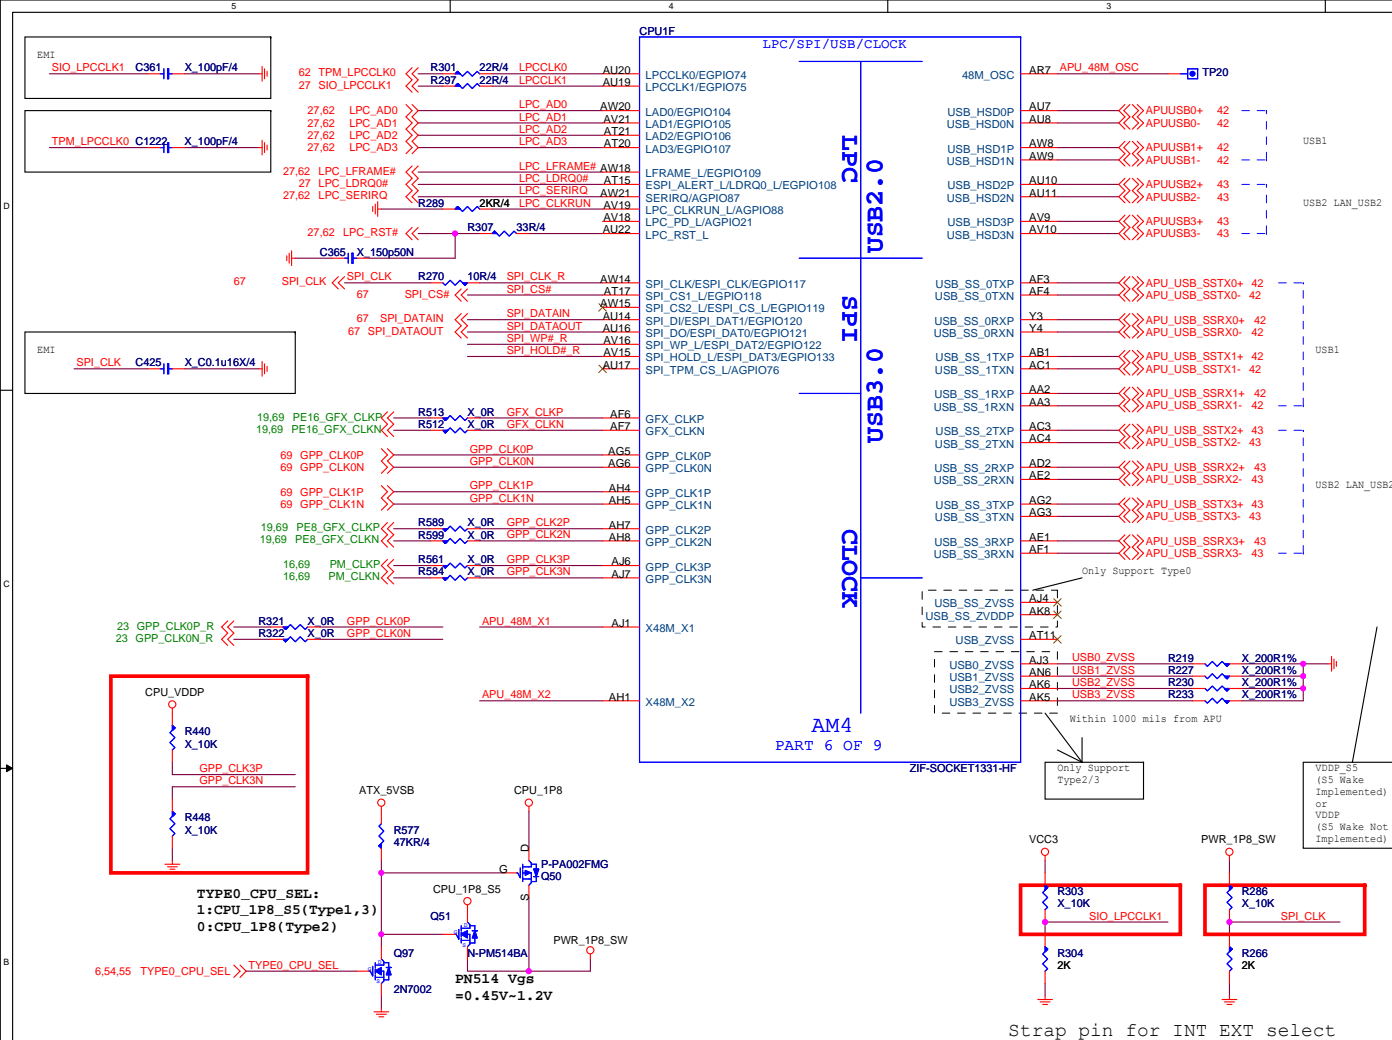 5 4 3
CPU1F
LPC/SPI/USB/CLOCK
EMI
SIO_LPCCLK1 C361 X_100pF/4
TPM_LPCCLK0 C1222 X_100pF/4
62 TPM_LPCCLK0 R301 22R/4 LPCCLK0 AU20 LPCCLK0/EGPIO74
27 SIO_LPCCLK1 R297 22R/4 LPCCLK1 AU19 LPCCLK1/EGPIO75
27,62 LPC_AD0 LPC_AD0 AW20 LAD0/EGPIO104
27,62 LPC_AD1 LPC_AD1 AV21 LAD1/EGPIO105
27,62 LPC_AD2 LPC_AD2 AT21 LAD2/EGPIO106
27,62 LPC_AD3 LPC_AD3 AT20 LAD3/EGPIO107
27,62 LPC_LFRAME# LPC_LFRAME# AW18 LFRAME_L/EGPIO109
27 LPC_LDRQ0# LPC_LDRQ0# AT15 ESPI_ALERT_L/LDRQ0_L/EGPIO108
27,62 LPC_SERIRQ LPC_SERIRQ AW21 SERIRQ/AGPIO87
R289 2KR/4 LPC_CLKRUN AV19 LPC_CLKRUN_L/AGPIO88
AV18 LPC_PD_L/AGPIO21
27,62 LPC_RST# R307 33R/4 AU22 LPC_RST_L
C365 X_150p50N
67 SPI_CLK SPI_CLK R270 10R/4 SPI_CLK_R AW14 SPI_CLK/ESPI_CLK/EGPIO117
67 SPI_CS# SPI_CS# AT17 SPI_CS1_L/EGPIO118
AW15 SPI_CS2_L/ESPI_CS_L/EGPIO119
67 SPI_DATAIN SPI_DATAIN AU14 SPI_DI/ESPI_DAT1/EGPIO120
67 SPI_DATAOUT SPI_DATAOUT AU16 SPI_DO/ESPI_DAT0/EGPIO121
SPI_WP#_R AV16 SPI_WP_L/ESPI_DAT2/EGPIO122
SPI_HOLD#_R AV15 SPI_HOLD_L/ESPI_DAT3/EGPIO133
AU17 SPI_TPM_CS_L/AGPIO76
EMI
SPI_CLK C425 X_C0.1u16X/4
19,69 PE16_GFX_CLKP R513 X_0R GFX_CLKP AF6 GFX_CLKP
19,69 PE16_GFX_CLKN R512 X_0R GFX_CLKN AF7 GFX_CLKN
69 GPP_CLK0P GPP_CLK0P AG5 GPP_CLK0P
69 GPP_CLK0N GPP_CLK0N AG6 GPP_CLK0N
69 GPP_CLK1P GPP_CLK1P AH4 GPP_CLK1P
69 GPP_CLK1N GPP_CLK1N AH5 GPP_CLK1N
19,69 PE8_GFX_CLKP R589 X_0R GPP_CLK2P AH7 GPP_CLK2P
19,69 PE8_GFX_CLKN R599 X_0R GPP_CLK2N AH8 GPP_CLK2N
16,69 PM_CLKP R561 X_0R GPP_CLK3P AJ6 GPP_CLK3P
16,69 PM_CLKN R584 X_0R GPP_CLK3N AJ7 GPP_CLK3N
23 GPP_CLK0P_R R321 X_0R GPP_CLK0P APU_48M_X1 AJ1 X48M_X1
23 GPP_CLK0N_R R322 X_0R GPP_CLK0N
APU_48M_X2 AH1 X48M_X2
LPC
USB2.0
SPI
USB3.0
CLOCK
48M_OSC AR7 APU_48M_OSC TP20
USB_HSD0P AU7 APUUSB0+ 42
USB_HSD0N AU8 APUUSB0- 42
USB1
USB_HSD1P AW8 APUUSB1+ 42
USB_HSD1N AW9 APUUSB1- 42
USB_HSD2P AU10 APUUSB2+ 43
USB_HSD2N AU11 APUUSB2- 43
USB2 LAN_USB2
USB_HSD3P AV9 APUUSB3+ 43
USB_HSD3N AV10 APUUSB3- 43
USB_SS_0TXP AF3 APU_USB_SSTX0+ 42
USB_SS_0TXN AF4 APU_USB_SSTX0- 42
USB_SS_0RXP Y3 APU_USB_SSRX0+ 42
USB_SS_0RXN Y4 APU_USB_SSRX0- 42
USB1
USB_SS_1TXP AB1 APU_USB_SSTX1+ 42
USB_SS_1TXN AC1 APU_USB_SSTX1- 42
USB_SS_1RXP AA2 APU_USB_SSRX1+ 42
USB_SS_1RXN AA3 APU_USB_SSRX1- 42
USB_SS_2TXP AC3 APU_USB_SSTX2+ 43
USB_SS_2TXN AC4 APU_USB_SSTX2- 43
USB_SS_2RXP AD2 APU_USB_SSRX2+ 43
USB_SS_2RXN AE2 APU_USB_SSRX2- 43
USB2 LAN_USB2
USB_SS_3TXP AG2 APU_USB_SSTX3+ 43
USB_SS_3TXN AG3 APU_USB_SSTX3- 43
USB_SS_3RXP AE1 APU_USB_SSRX3+ 43
USB_SS_3RXN AF1 APU_USB_SSRX3- 43
Only Support Type0
USB_SS_ZVSS AJ4
USB_SS_ZVDDP AK8
USB_ZVSS AT11
USB0_ZVSS AJ3 USB0_ZVSS R219 X_200R1%
USB1_ZVSS AN6 USB1_ZVSS R227 X_200R1%
USB2_ZVSS AK6 USB2_ZVSS R230 X_200R1%
USB3_ZVSS AK5 USB3_ZVSS R233 X_200R1%
Within 1000 mils from APU
AM4
PART 6 OF 9
ZIF-SOCKET1331-HF
Only Support
Type2/3
VDDP_S5
(S5 Wake
Implemented)
or
VDDP
(S5 Wake Not
Implemented)
CPU_VDDP
R440
X_10K
GPP_CLK3P
GPP_CLK3N
R448
X_10K
TYPE0_CPU_SEL:
1:CPU_1P8_S5(Type1,3)
0:CPU_1P8(Type2)
ATX_5VSB CPU_1P8
R577
47KR/4
D
G
S
P-PA002FMG
Q50
CPU_1P8_S5
Q51
N-PM514BA
PWR_1P8_SW
Q97
6,54,55 TYPE0_CPU_SEL TYPE0_CPU_SEL
2N7002
PN514 Vgs
=0.45V~1.2V
VCC3
R303
X_10K
SIO_LPCCLK1
R304
2K
PWR_1P8_SW
R286
X_10K
SPI_CLK
R266
2K
Strap pin for INT EXT select
D
C
B